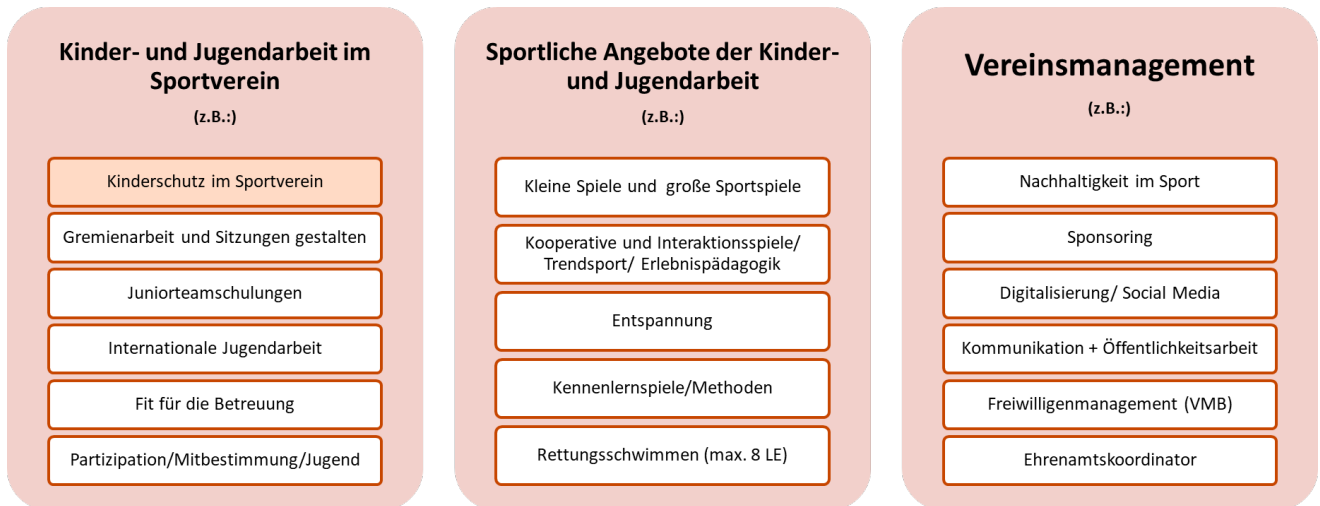 Kinder- und Jugendarbeit im
Sportverein
(z.B.:)
Kinderschutz im Sportverein
Gremienarbeit und Sitzungen gestalten
Juniorteamschulungen
Internationale Jugendarbeit
Fit für die Betreuung
Partizipation/Mitbestimmung/Jugend
Sportliche Angebote der Kinder-
und Jugendarbeit
(z.B.:)
Kleine Spiele und  große Sportspiele
Kooperative und Interaktionsspiele/
Trendsport/ Erlebnispädagogik
Entspannung
Kennenlernspiele/Methoden
Rettungsschwimmen (max. 8 LE)
Vereinsmanagement
(z.B.:)
Nachhaltigkeit im Sport
Sponsoring
Digitalisierung/ Social Media
Kommunikation + Öffentlichkeitsarbeit
Freiwilligenmanagement (VMB)
Ehrenamtskoordinator